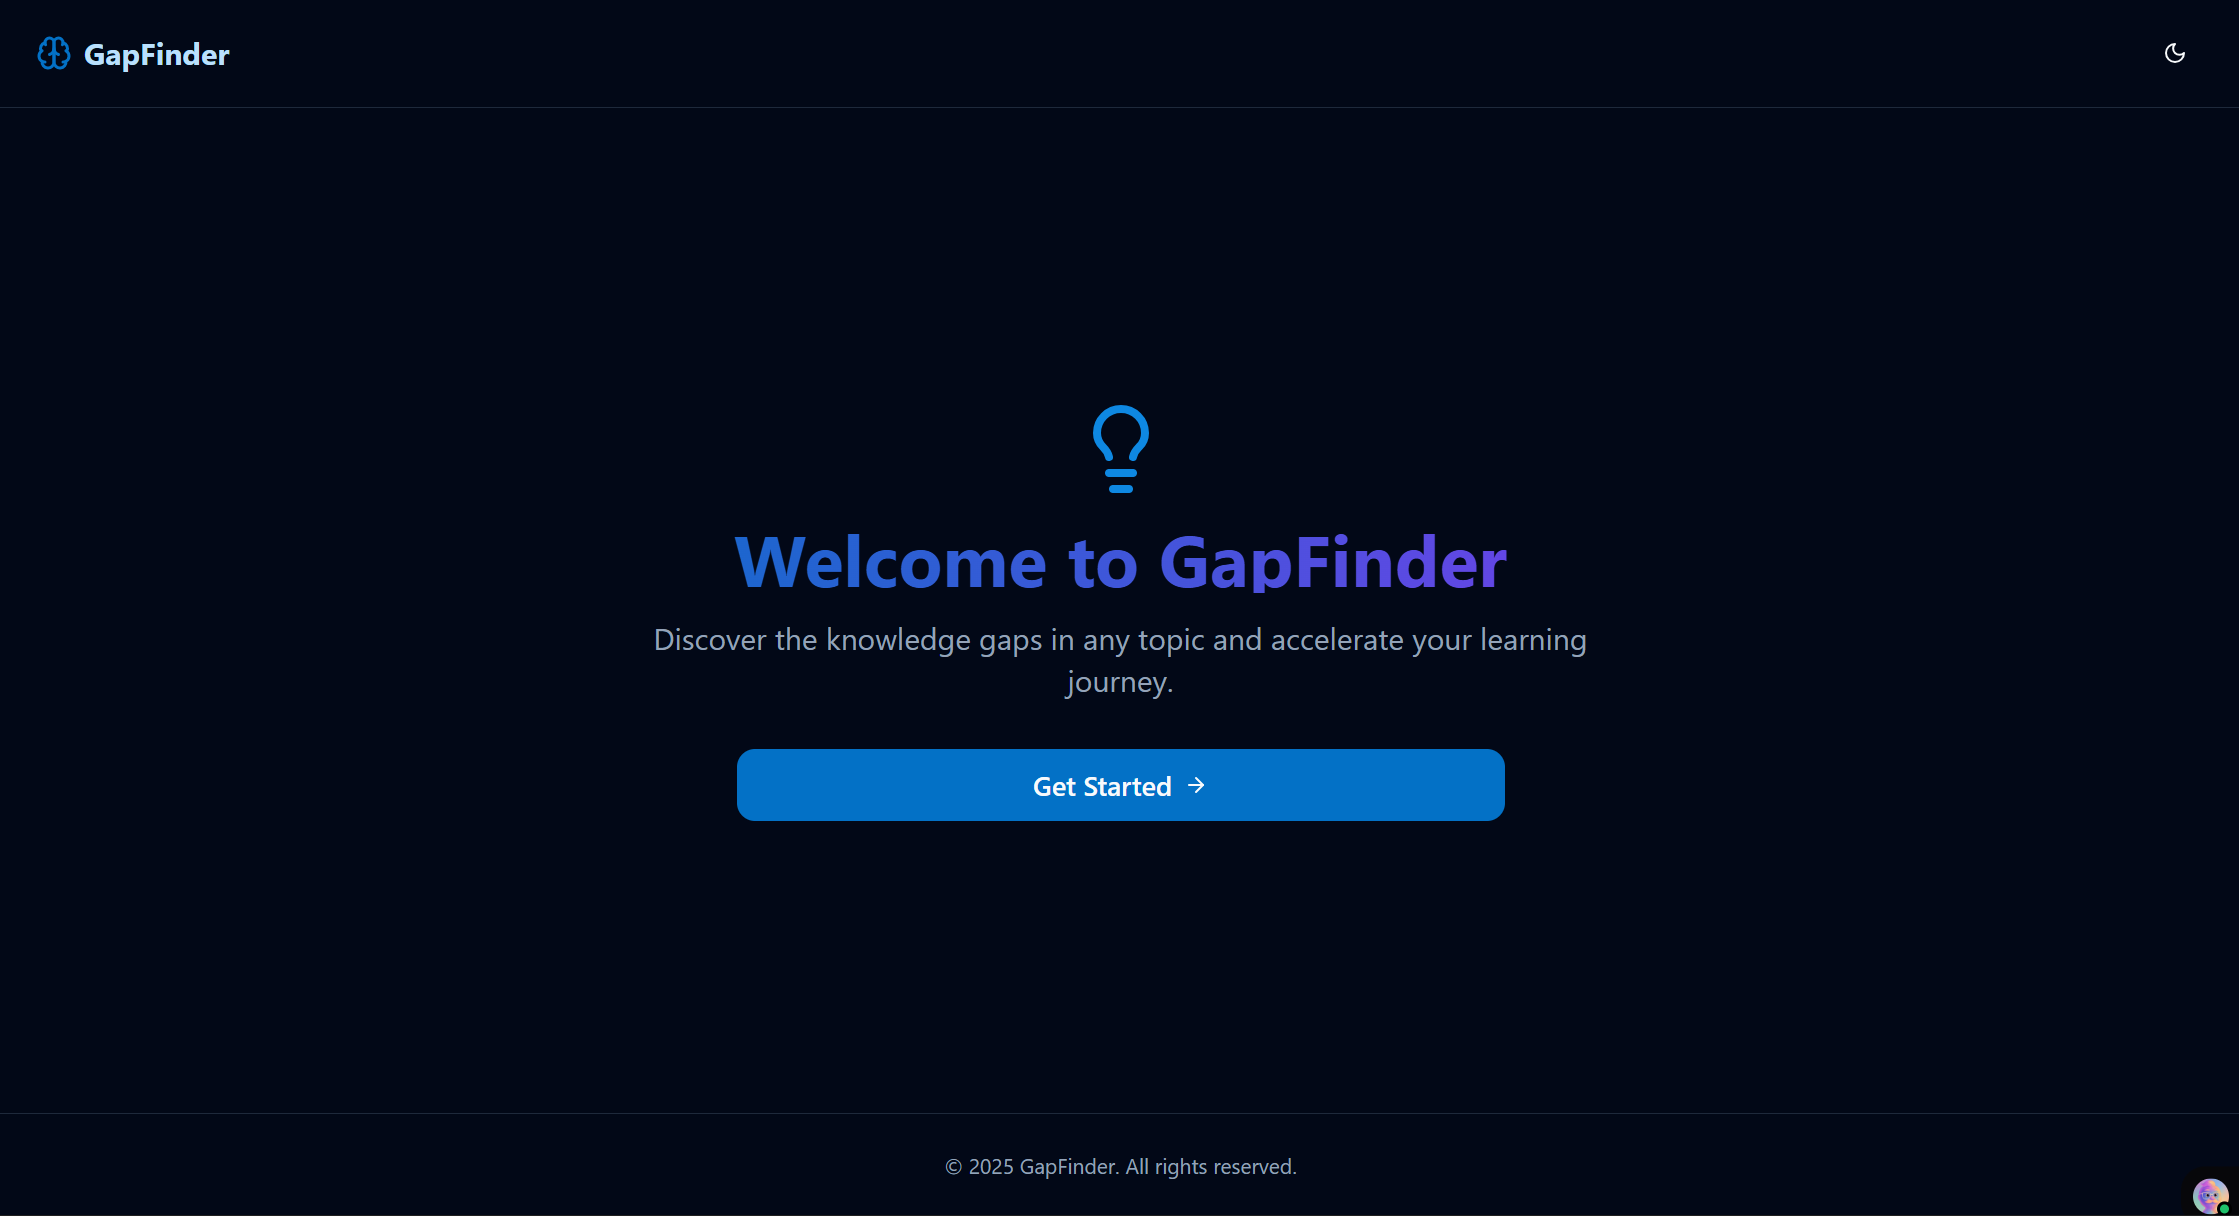 GapFinder
Welcome to GapFinder
Discover the knowledge gaps in any topic and accelerate your learning
journey.
Get Started
© 2025 GapFinder. All rights reserved.